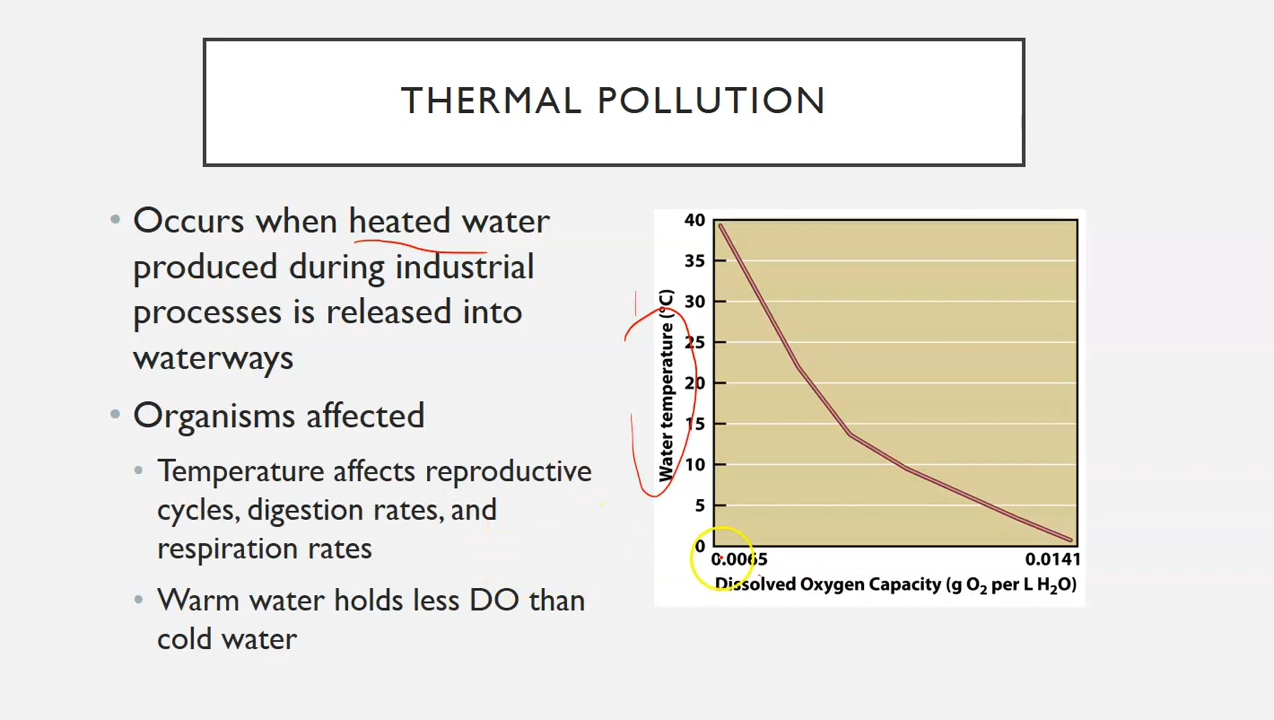 THERMAL POLLUTION
• Occurs when heated water
produced during industrial
processes is released into
waterways
• Organisms affected
• Temperature affects reproductive
cycles, digestion rates, and
respiration rates
• Warm water holds less DO than
cold water
Water temperature (°C)
40
35
30
25
20
15
10
5
0
0.0065 0.0141
Dissolved Oxygen Capacity (g O₂ per L H₂O)